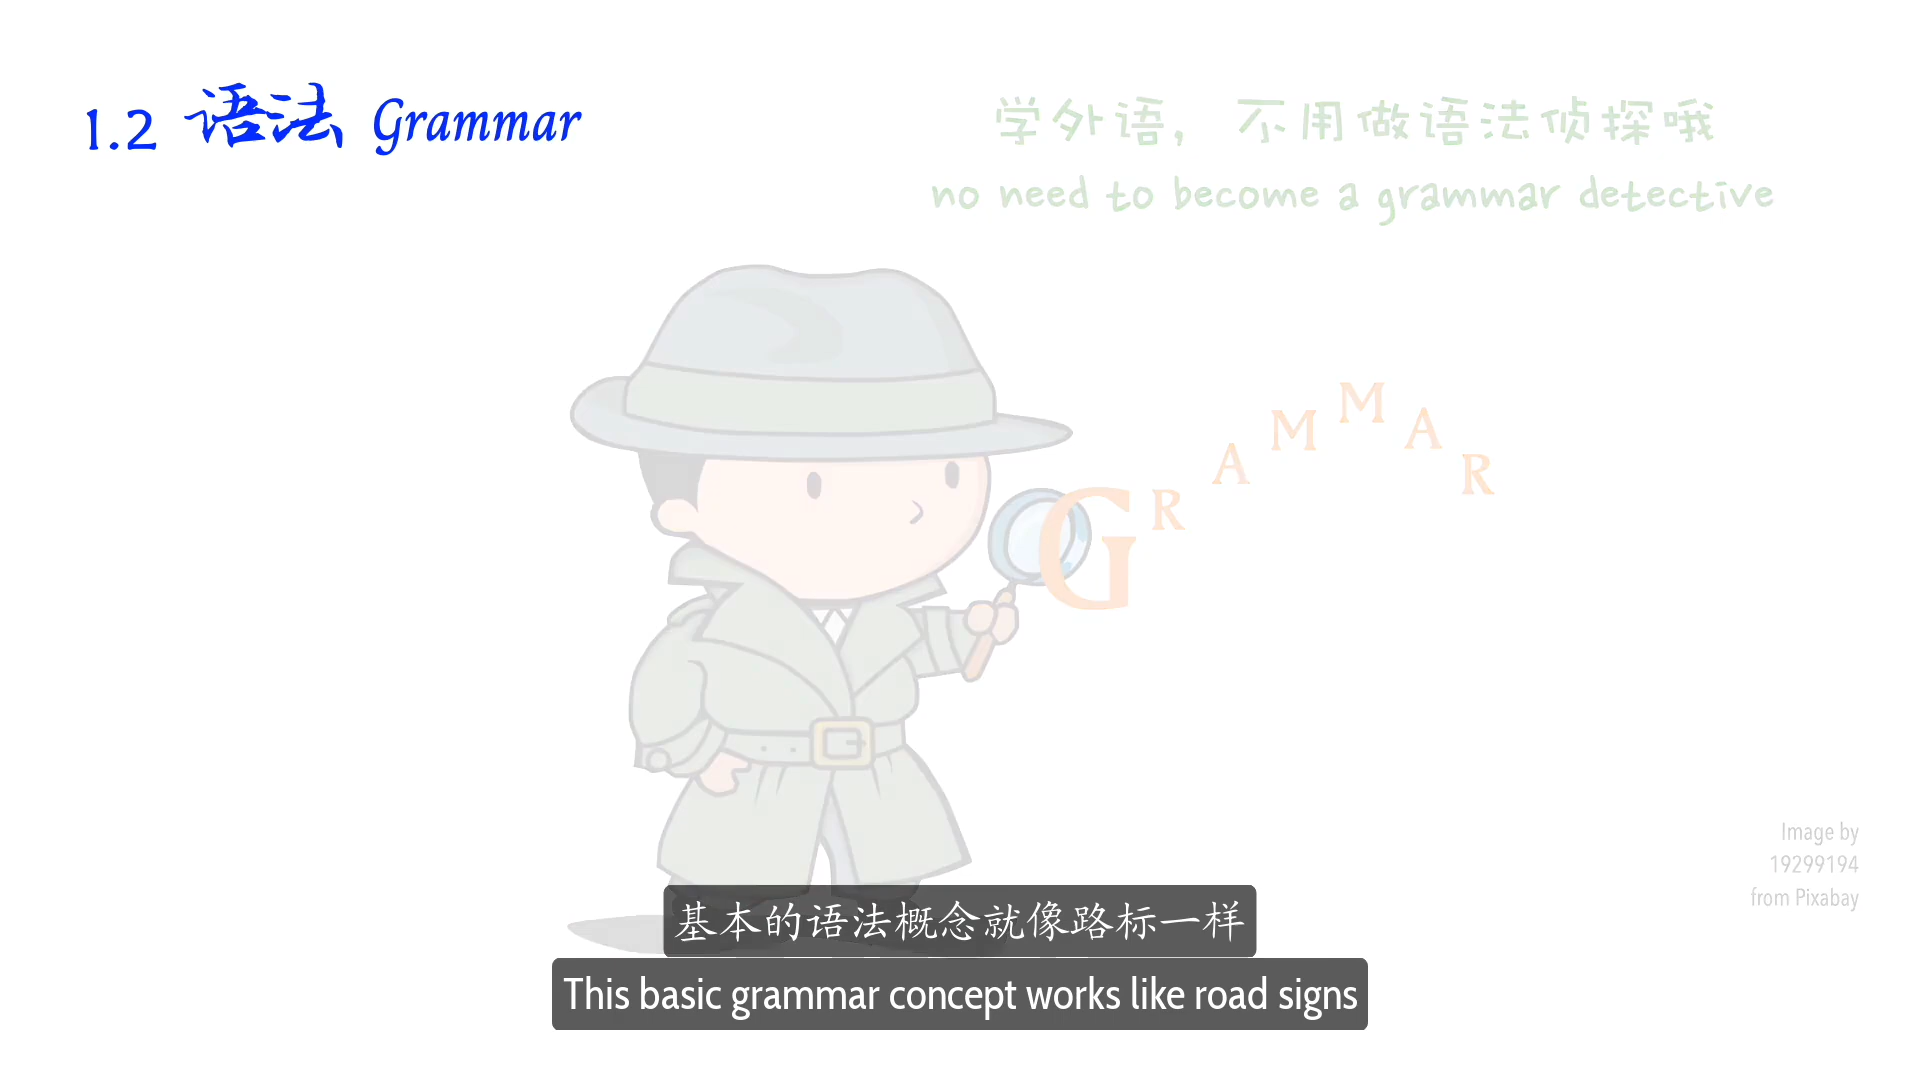 1.2 语法 Grammar
学外语，不用做语法侦探哦
no need to become a grammar detective
GRAMMAR
Image by
19299194
from Pixabay
基本的语法概念就像路标一样
This basic grammar concept works like road signs